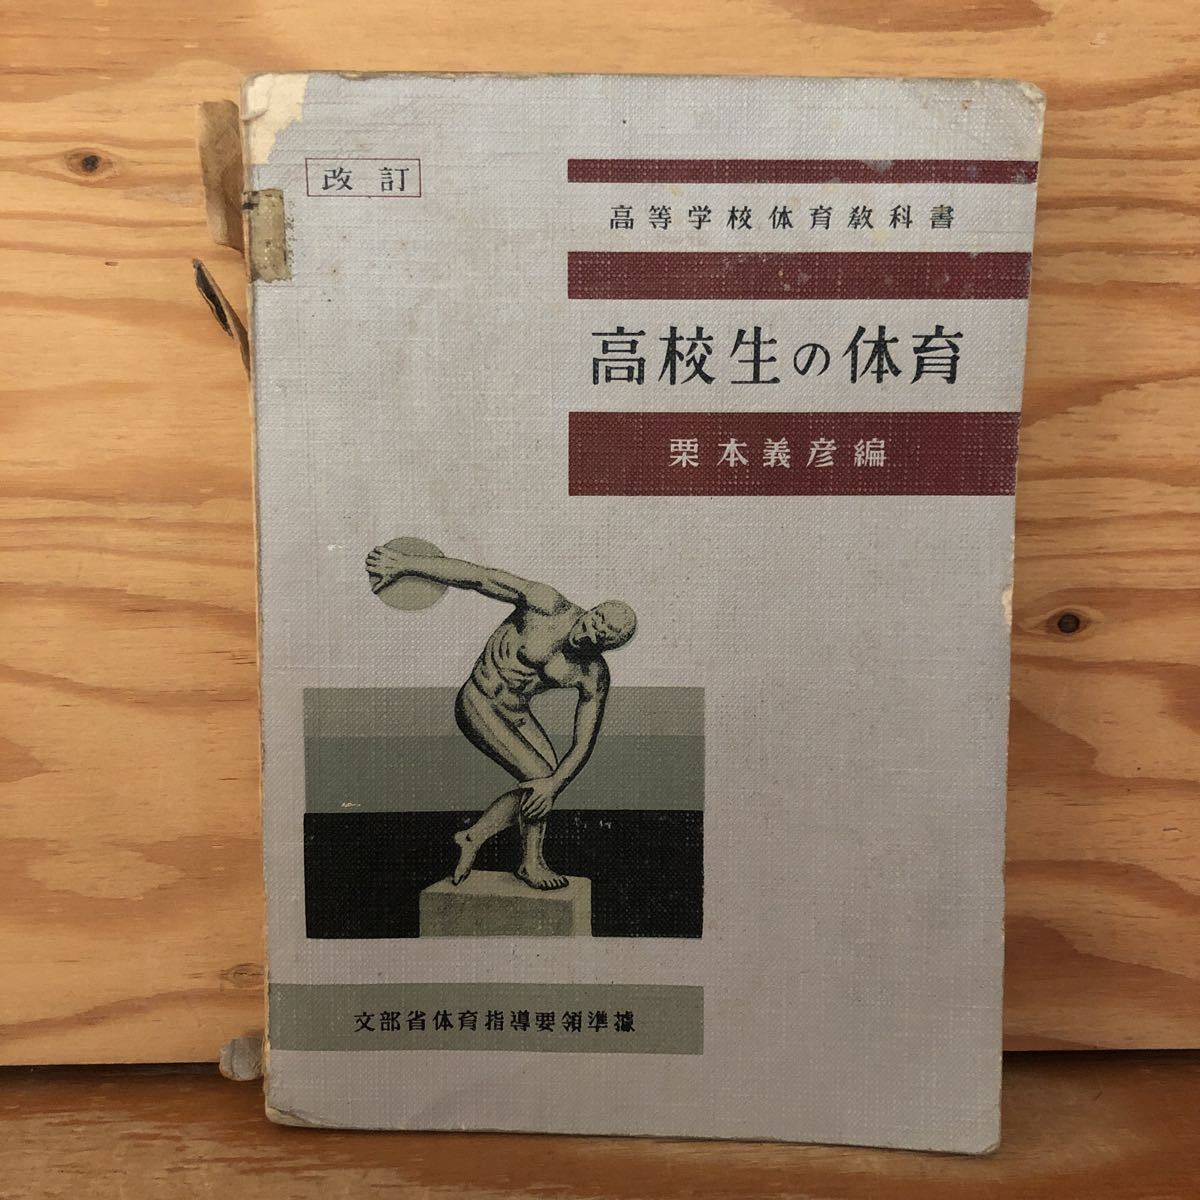 改訂
高等学校体育教科書
高校生の体育
栗本義彦編
文部省体育指導要領準據